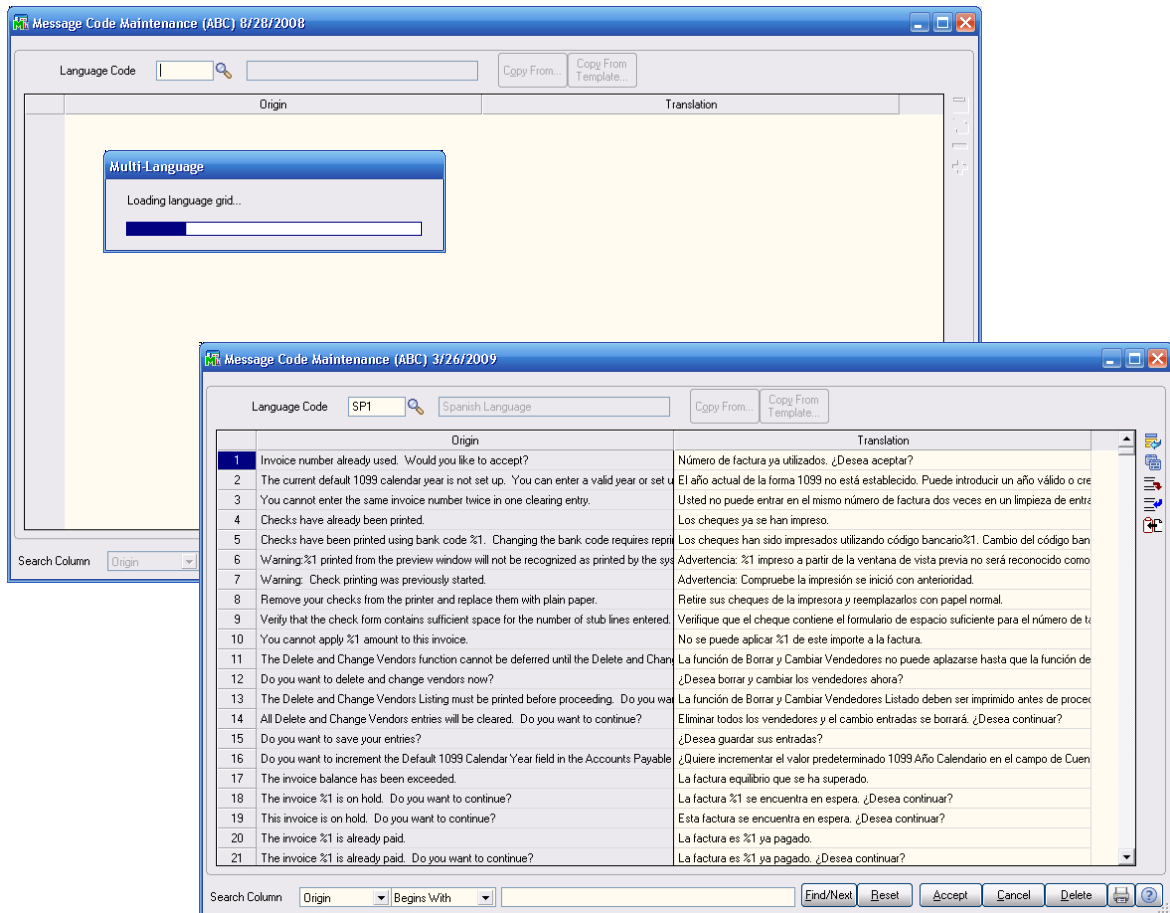 Message Code Maintenance (ABC) 8/28/2008
Language Code
Copy From...
Copy From Template...
Origin Translation
Multi-Language
Loading language grid...
Search Column Origin
Message Code Maintenance (ABC) 3/26/2009
Language Code SP1 Spanish Language
Copy From...
Copy From Template...
Origin Translation
1 Invoice number already used. Would you like to accept? Número de factura ya utilizados. ¿Desea aceptar?
2 The current default 1099 calendar year is not set up. You can enter a valid year or set u El año actual de la forma 1099 no está establecido. Puede introducir un año válido o cre
3 You cannot enter the same invoice number twice in one clearing entry. Usted no puede entrar en el mismo número de factura dos veces en un limpieza de entra
4 Checks have already been printed. Los cheques ya se han impreso.
5 Checks have been printed using bank code %1. Changing the bank code requires repri Los cheques han sido impresados utilizando código bancario%1. Cambio del código ban
6 Warning:%1 printed from the preview window will not be recognized as printed by the sys Advertencia: %1 impreso a partir de la ventana de vista previa no será reconocido como
7 Warning: Check printing was previously started. Advertencia: Compruebe la impresión se inició con anterioridad.
8 Remove your checks from the printer and replace them with plain paper. Retire sus cheques de la impresora y reemplazarlos con papel normal.
9 Verify that the check form contains sufficient space for the number of stub lines entered. Verifique que el cheque contiene el formulario de espacio suficiente para el número de ta
10 You cannot apply %1 amount to this invoice. No se puede aplicar %1 de este importe a la factura.
11 The Delete and Change Vendors function cannot be deferred until the Delete and Chan La función de Borrar y Cambiar Vendedores no puede aplazarse hasta que la función de
12 Do you want to delete and change vendors now? ¿Desea borrar y cambiar los vendedores ahora?
13 The Delete and Change Vendors Listing must be printed before proceeding. Do you wa La función de Borrar y Cambiar Vendedores Listado deben ser imprimido antes de proced
14 All Delete and Change Vendors entries will be cleared. Do you want to continue? Eliminar todos los vendedores y el cambio entradas se borrará. ¿Desea continuar?
15 Do you want to save your entries? ¿Desea guardar sus entradas?
16 Do you want to increment the Default 1099 Calendar Year field in the Accounts Payable ¿Quiere incrementar el valor predeterminado 1099 Año Calendario en el campo de Cuen
17 The invoice balance has been exceeded. La factura equilibrio que se ha superado.
18 The invoice %1 is on hold. Do you want to continue? La factura %1 se encuentra en espera. ¿Desea continuar?
19 This invoice is on hold. Do you want to continue? Esta factura se encuentra en espera. ¿Desea continuar?
20 The invoice %1 is already paid. La factura es %1 ya pagado.
21 The invoice %1 is already paid. Do you want to continue? La factura es %1 ya pagado. ¿Desea continuar?
Search Column Origin Begins With Find/Next Reset Accept Cancel Delete